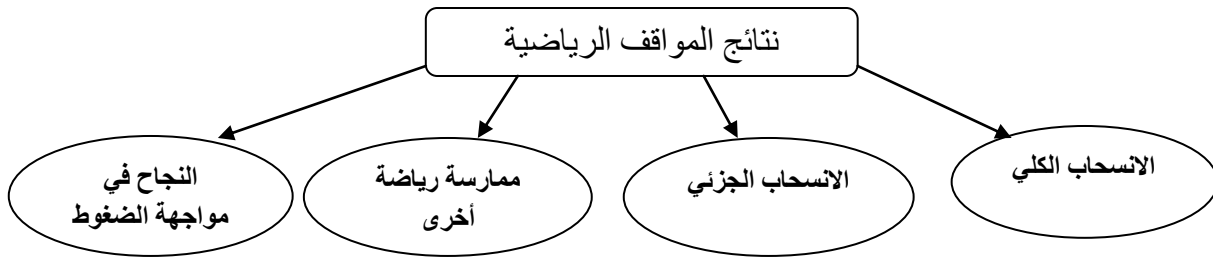 نتائج المواقف الرياضية
الانسحاب الكلي
الانسحاب الجزئي
ممارسة رياضة
أخرى
النجاح في
مواجهة الضغوط